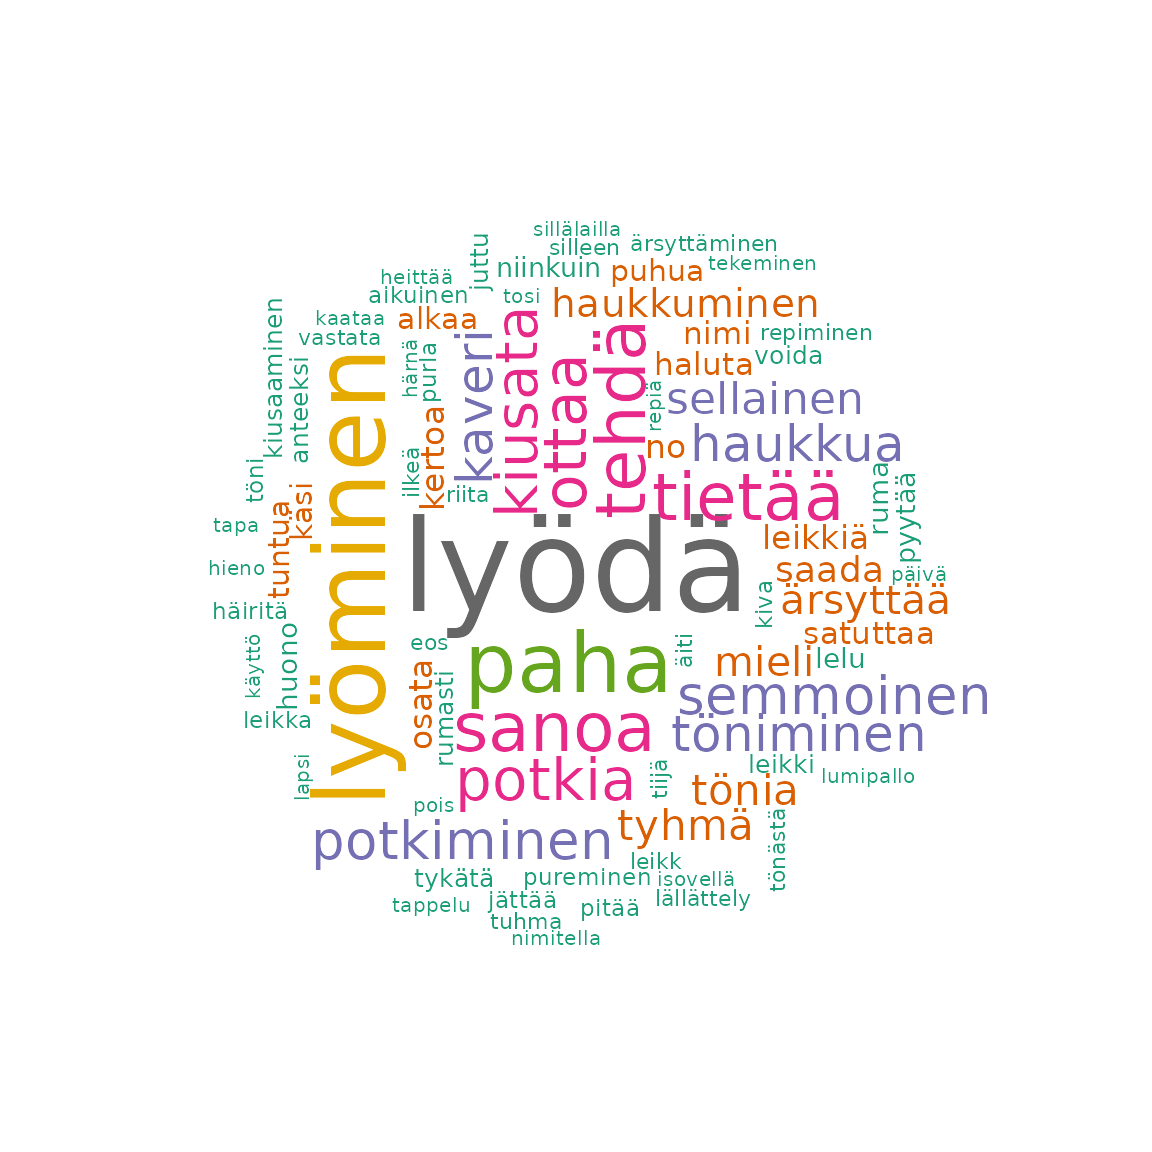 sillälailla
silleen
ärsyttäminen
juttu
niinkuin
puhua
tekeminen
heittää
aikuinen
tosi
haukkuminen
kaataa
alkaa
kiusaaminen
vastata
kaveri
kiusata
nimi
repiminen
härnä
purla
ottaa
tehdä
haluta
voida
anteeksi
lyöminen
kertoa
repiä
sellainen
ilkeä
riita
no
haukkua
töni
käsi
tietää
ruma
pyytää
tapa
tuntua
lyödä
leikkiä
hieno
saada
päivä
häiritä
kiva
ärsyttää
käyttö
huono
eos
paha
äiti
satuttaa
osata
rumasti
mieli
lelu
leikka
semmoinen
sanoa
töniminen
lapsi
potkia
tiijä
leikki
lumipallo
pois
tönia
potkiminen
tyhmä
tönästä
leikk
tykätä
pureminen
isovellä
tappelu
jättää
pitää
lällättely
tuhma
nimitella